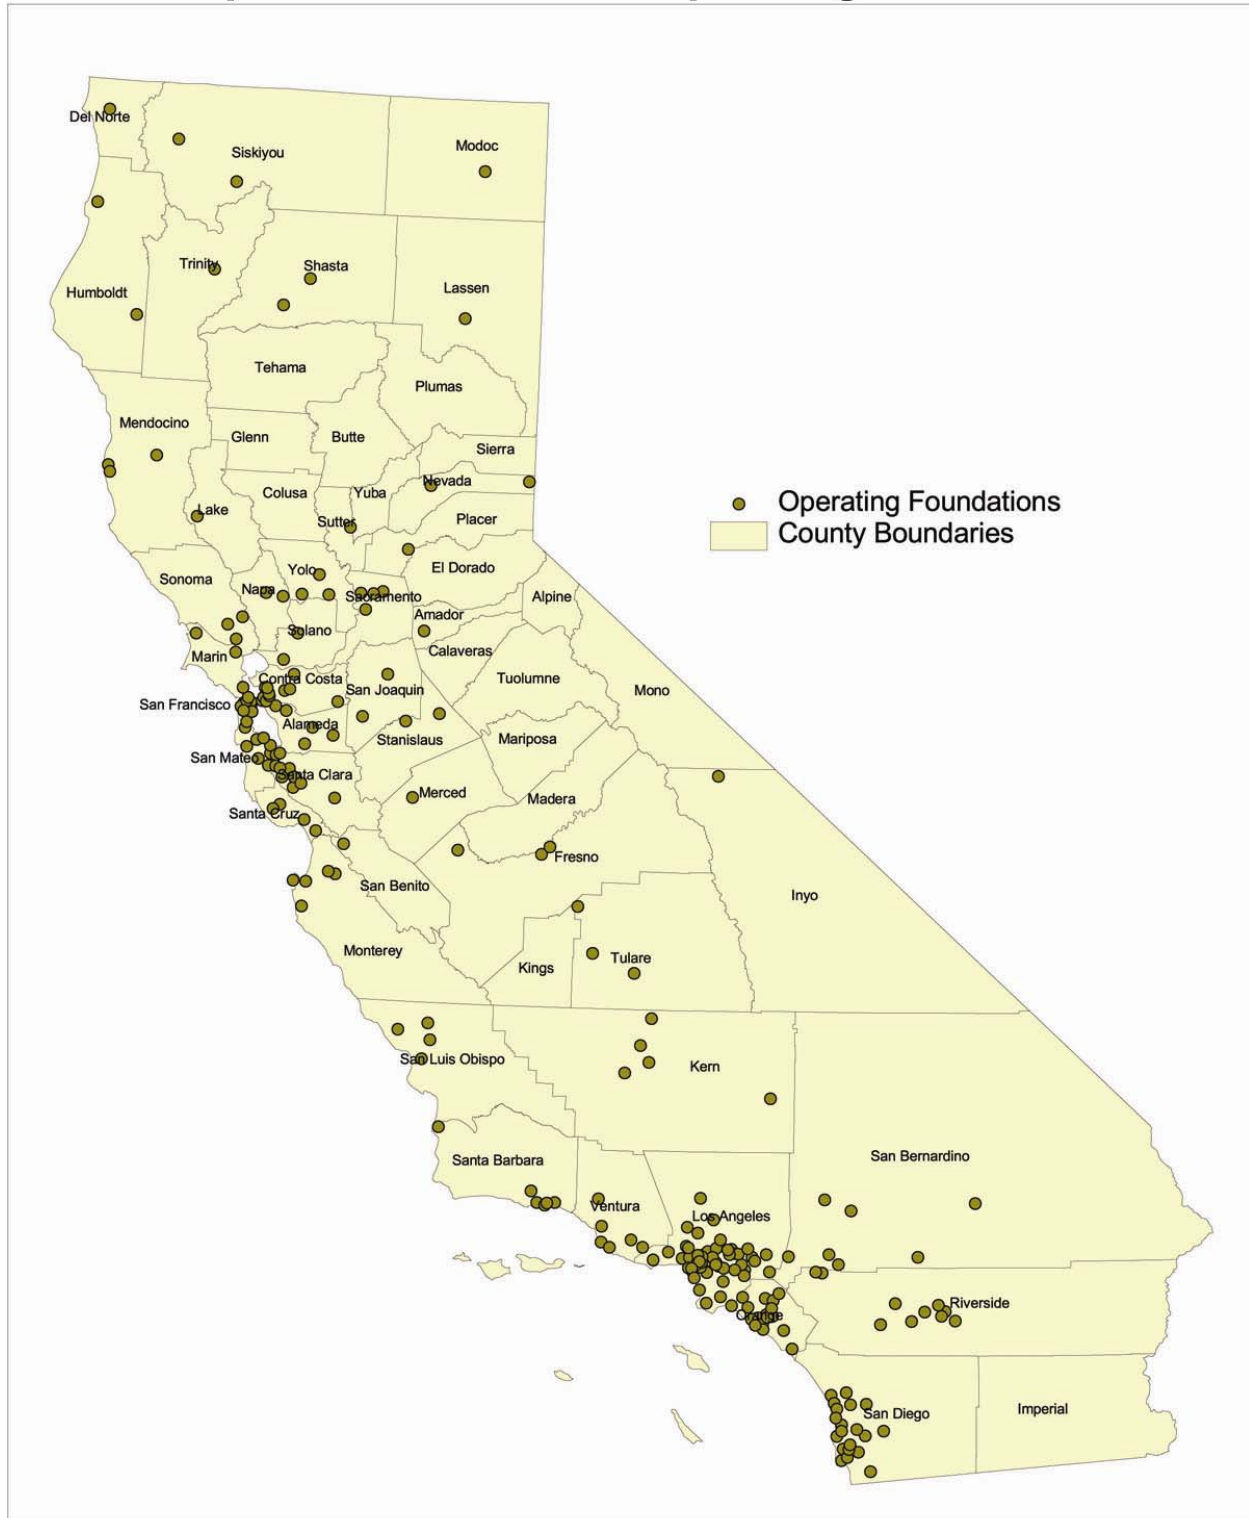 Del Norte
Siskiyou
Modoc
Trinity
Shasta
Humboldt
Lassen
Tehama
Plumas
Mendocino
Glenn
Butte
Sierra
Nevada
Colusa
Yuba
Lake
Sutter
Placer
Operating Foundations
County Boundaries
Yolo
El Dorado
Sonoma
Napa
Sacramento
Alpine
Amador
Solano
Marin
Calaveras
Contra Costa
San Joaquin
Tuolumne
Mono
San Francisco
Alameda
Stanislaus
Mariposa
San Mateo
Santa Clara
Merced
Madera
Santa Cruz
Fresno
San Benito
Inyo
Monterey
Kings
Tulare
San Luis Obispo
Kern
Santa Barbara
San Bernardino
Ventura
Los Angeles
Riverside
Orange
San Diego
Imperial